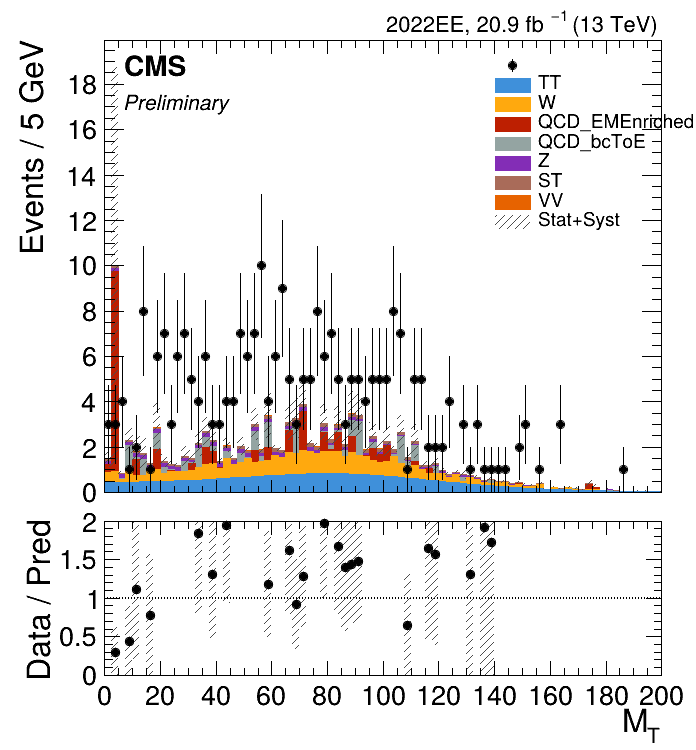 2022EE, 20.9 fb⁻¹ (13 TeV)
Events / 5 GeV
18
16
14
12
10
8
6
4
2
0
CMS
Preliminary
TT
W
QCD_EMEnriched
QCD_bcToE
Z
ST
VV
Stat+Syst
Data / Pred
2
1.5
1
0.5
0
0 20 40 60 80 100 120 140 160 180 200
M_T